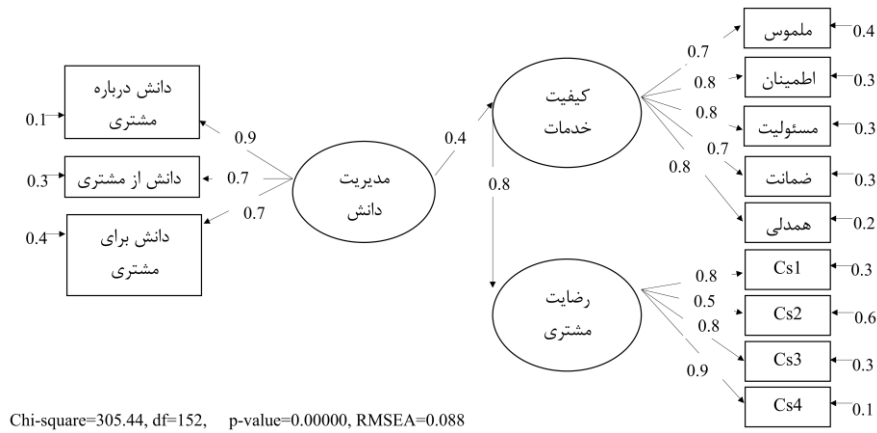 ملموس
0.4
0.7
اطمینان
0.3
0.8
کیفیت
خدمات
دانش درباره
مشتری
0.1
0.9
0.4
0.8
مسئولیت
0.3
0.7
ضمانت
0.3
0.8
همدلی
0.2
دانش از مشتری
0.3
0.7
مدیریت
دانش
0.8
دانش برای
مشتری
0.4
0.7
رضایت
مشتری
0.8
Cs1
0.3
0.5
Cs2
0.6
0.8
Cs3
0.3
0.9
Cs4
0.1
Chi-square=305.44, df=152, p-value=0.00000, RMSEA=0.088